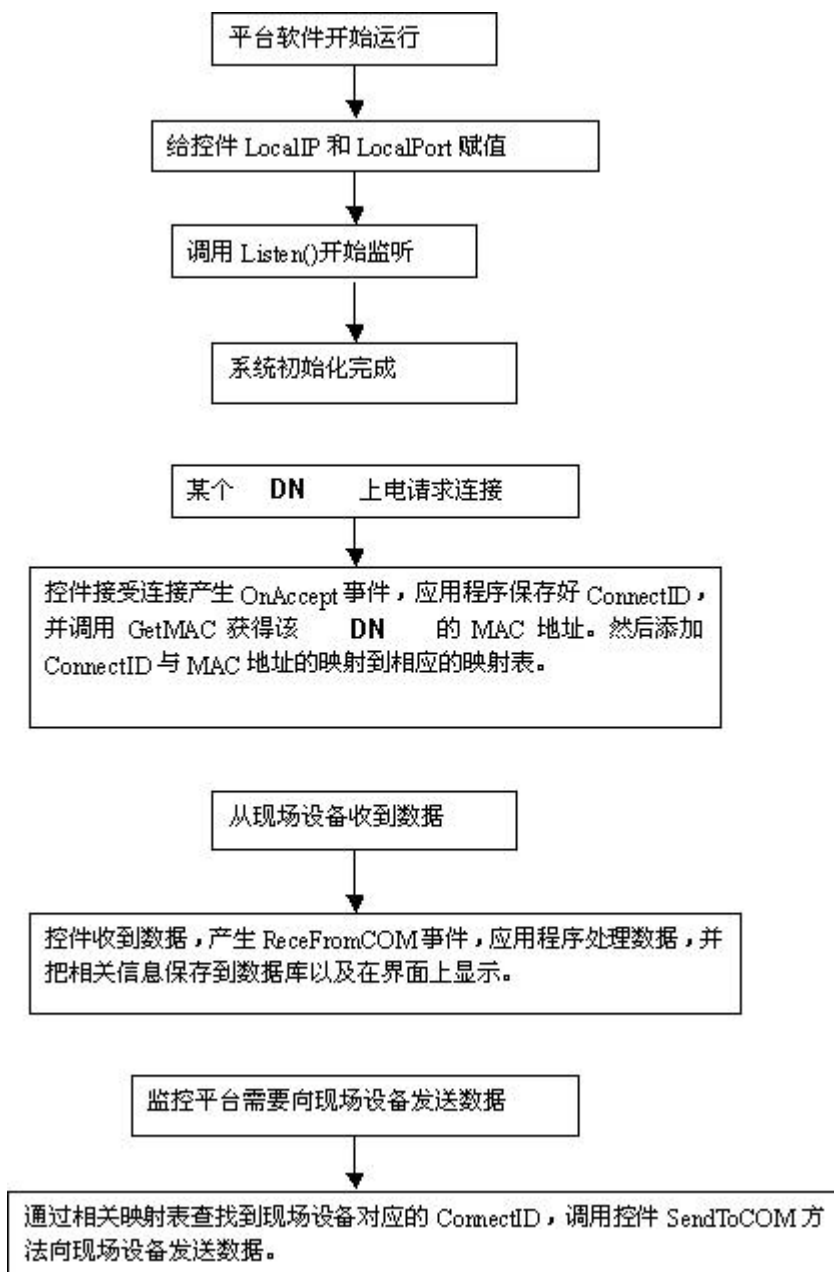 平台软件开始运行
给控件 LocalIP 和 LocalPort 赋值
调用 Listen()开始监听
系统初始化完成
某个 DN 上电请求连接
控件接受连接产生 OnAccept 事件，应用程序保存好 ConnectID，
并调用 GetMAC 获得该 DN 的 MAC 地址。然后添加
ConnectID 与 MAC 地址的映射到相应的映射表。
从现场设备收到数据
控件收到数据，产生 ReceFromCOM 事件，应用程序处理数据，并
把相关信息保存到数据库以及在界面上显示。
监控平台需要向现场设备发送数据
通过相关映射表查找到现场设备对应的 ConnectID，调用控件 SendToCOM 方
法向现场设备发送数据。